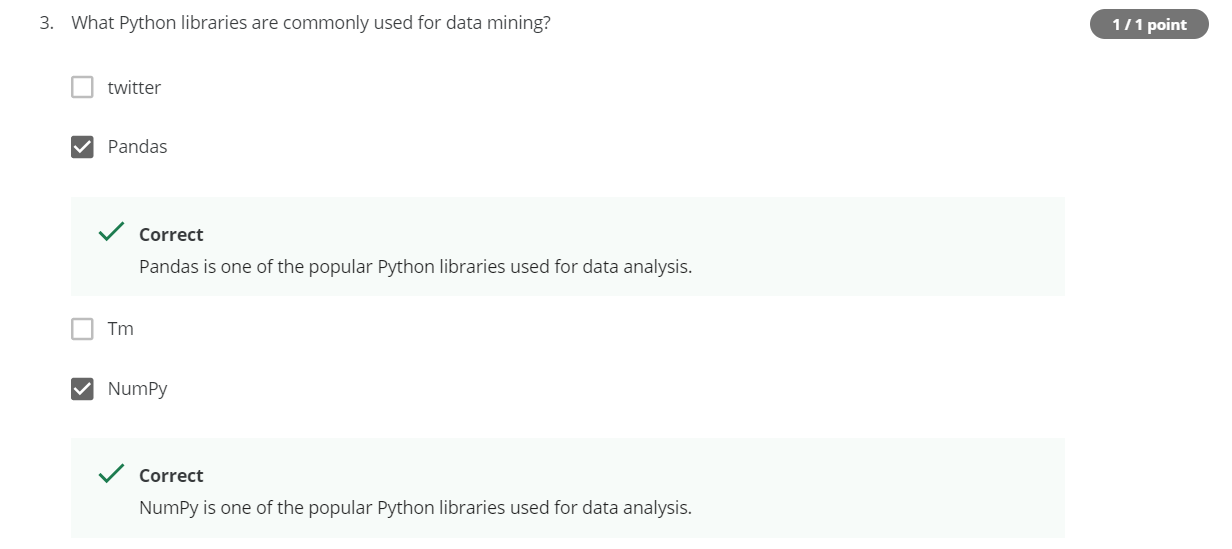 3. What Python libraries are commonly used for data mining?
1 / 1 point
twitter
Pandas
Correct
Pandas is one of the popular Python libraries used for data analysis.
Tm
NumPy
Correct
NumPy is one of the popular Python libraries used for data analysis.